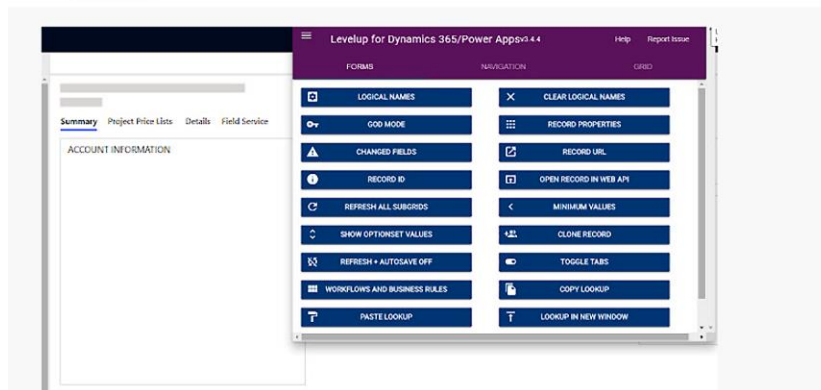 Levelup for Dynamics 365/Power Apps v3.4.4 Help Report Issue
FORMS NAVIGATION GRID
LOGICAL NAMES CLEAR LOGICAL NAMES
GOD MODE RECORD PROPERTIES
CHANGED FIELDS RECORD URL
RECORD ID OPEN RECORD IN WEB API
REFRESH ALL SUBGRIDS MINIMUM VALUES
SHOW OPTIONSET VALUES CLONE RECORD
REFRESH + AUTOSAVE OFF TOGGLE TABS
WORKFLOWS AND BUSINESS RULES COPY LOOKUP
PASTE LOOKUP LOOKUP IN NEW WINDOW
Summary Project Price Lists Details Field Service
ACCOUNT INFORMATION